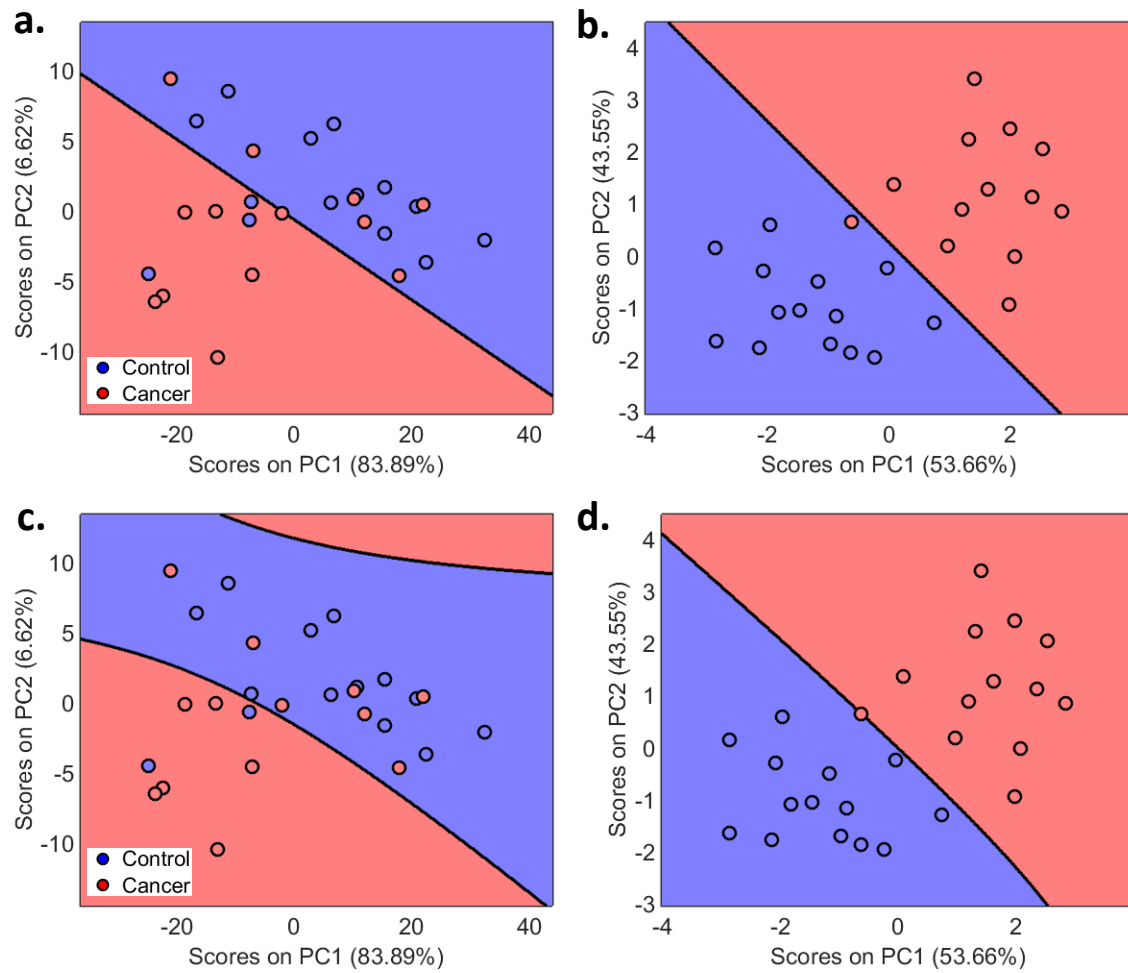 a.
Scores on PC2 (6.62%)
10
5
0
-5
-10
Control
Cancer
-20
0
20
40
Scores on PC1 (83.89%)
b.
Scores on PC2 (43.55%)
4
3
2
1
0
-1
-2
-3
-4
-2
0
2
Scores on PC1 (53.66%)
c.
Scores on PC2 (6.62%)
10
5
0
-5
-10
Control
Cancer
-20
0
20
40
Scores on PC1 (83.89%)
d.
Scores on PC2 (43.55%)
4
3
2
1
0
-1
-2
-3
-4
-2
0
2
Scores on PC1 (53.66%)